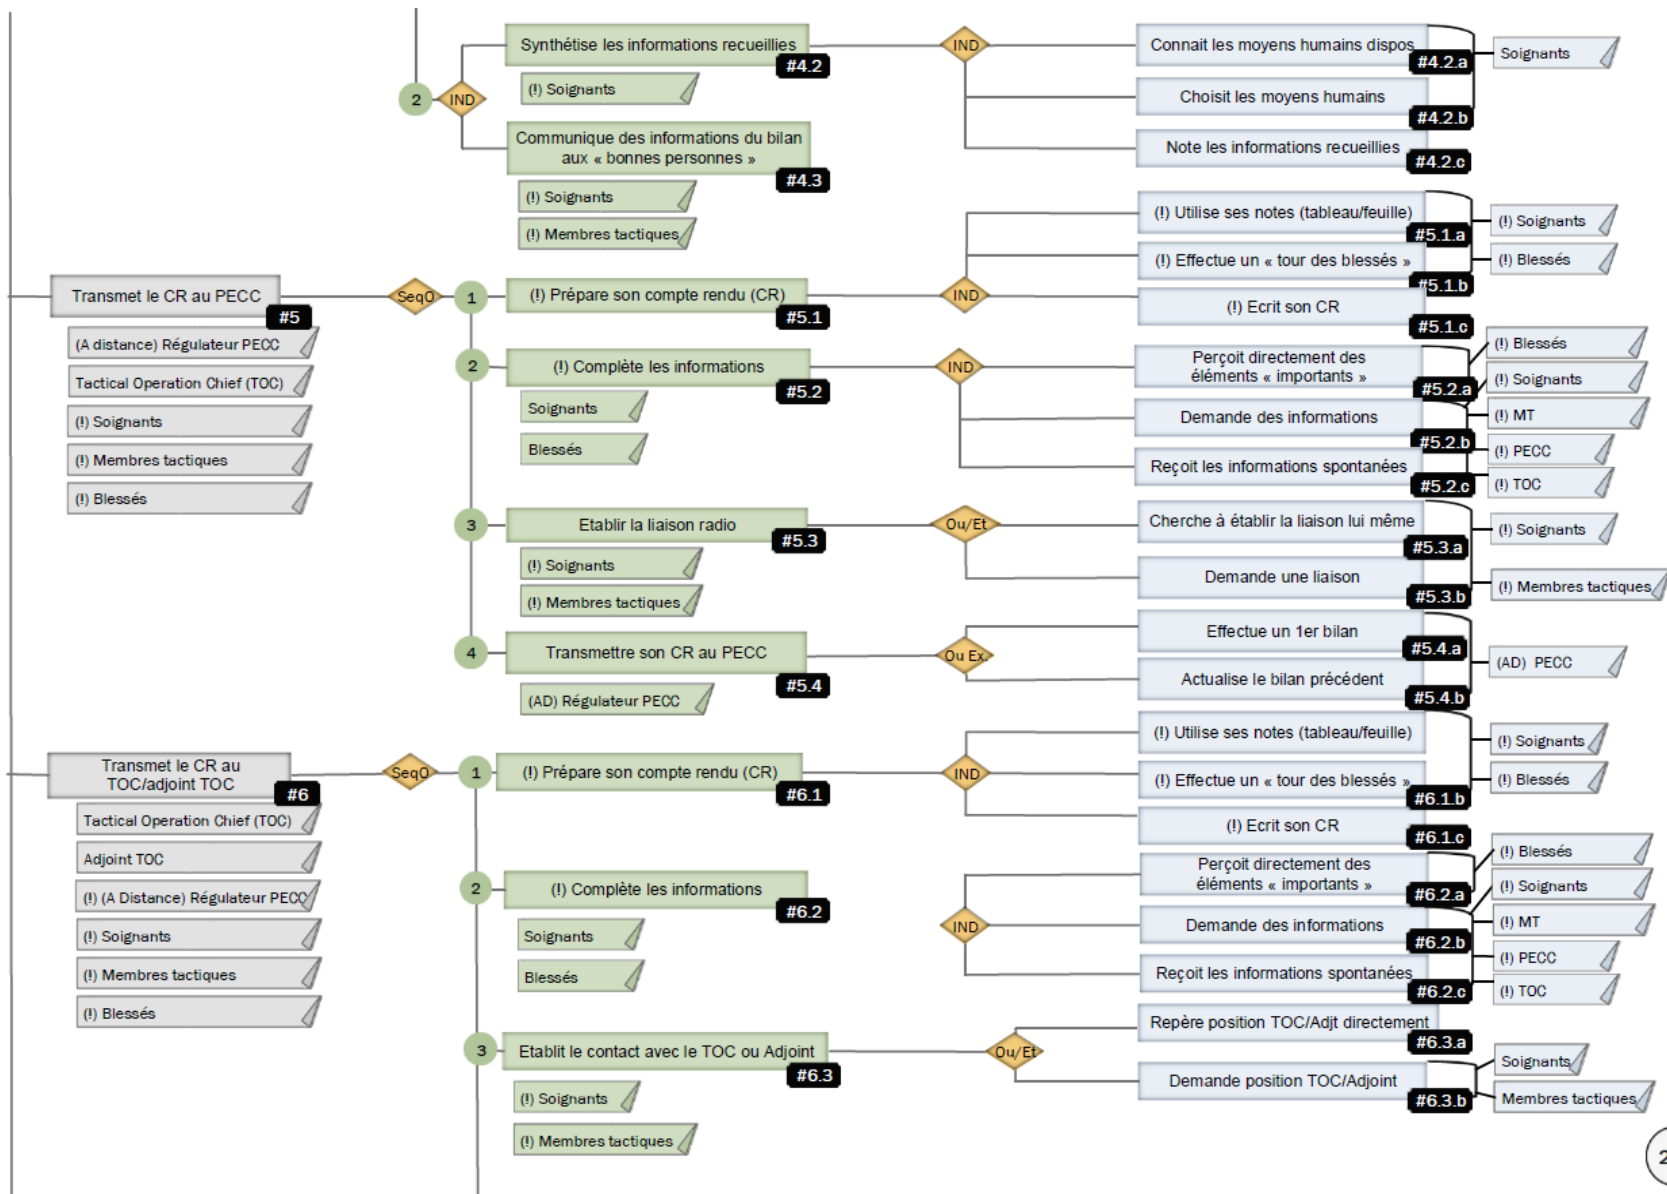 Synthétise les informations recueillies
#4.2
(!) Soignants
2
IND
Communique des informations du bilan
aux « bonnes personnes »
#4.3
(!) Soignants
(!) Membres tactiques
IND
Connait les moyens humains dispos
#4.2.a
Choisit les moyens humains
#4.2.b
Note les informations recueillies
#4.2.c
Soignants
Transmet le CR au PECC
#5
(A distance) Régulateur PECC
Tactical Operation Chief (TOC)
(!) Soignants
(!) Membres tactiques
(!) Blessés
SeqO
1
(!) Prépare son compte rendu (CR)
#5.1
IND
(!) Utilise ses notes (tableau/feuille)
#5.1.a
(!) Effectue un « tour des blessés »
#5.1.b
(!) Ecrit son CR
#5.1.c
(!) Soignants
(!) Blessés
2
(!) Complète les informations
#5.2
Soignants
Blessés
IND
Perçoit directement des
éléments « importants »
#5.2.a
Demande des informations
#5.2.b
Reçoit les informations spontanées
#5.2.c
(!) Blessés
(!) Soignants
(!) MT
(!) PECC
(!) TOC
3
Etablir la liaison radio
#5.3
(!) Soignants
(!) Membres tactiques
Ou/Et
Cherche à établir la liaison lui même
#5.3.a
Demande une liaison
#5.3.b
(!) Soignants
(!) Membres tactiques
4
Transmettre son CR au PECC
#5.4
(AD) Régulateur PECC
Ou Ex.
Effectue un 1er bilan
#5.4.a
Actualise le bilan précédent
#5.4.b
(AD) PECC
Transmet le CR au
TOC/adjoint TOC
#6
Tactical Operation Chief (TOC)
Adjoint TOC
(!) (A Distance) Régulateur PECC
(!) Soignants
(!) Membres tactiques
(!) Blessés
SeqO
1
(!) Prépare son compte rendu (CR)
#6.1
IND
(!) Utilise ses notes (tableau/feuille)
(!) Effectue un « tour des blessés »
#6.1.b
(!) Ecrit son CR
#6.1.c
(!) Soignants
(!) Blessés
2
(!) Complète les informations
#6.2
Soignants
Blessés
IND
Perçoit directement des
éléments « importants »
#6.2.a
Demande des informations
#6.2.b
Reçoit les informations spontanées
#6.2.c
(!) Blessés
(!) Soignants
(!) MT
(!) PECC
(!) TOC
3
Etablit le contact avec le TOC ou Adjoint
#6.3
(!) Soignants
(!) Membres tactiques
Ou/Et
Repère position TOC/Adjt directement
#6.3.a
Demande position TOC/Adjoint
#6.3.b
Soignants
Membres tactiques
2